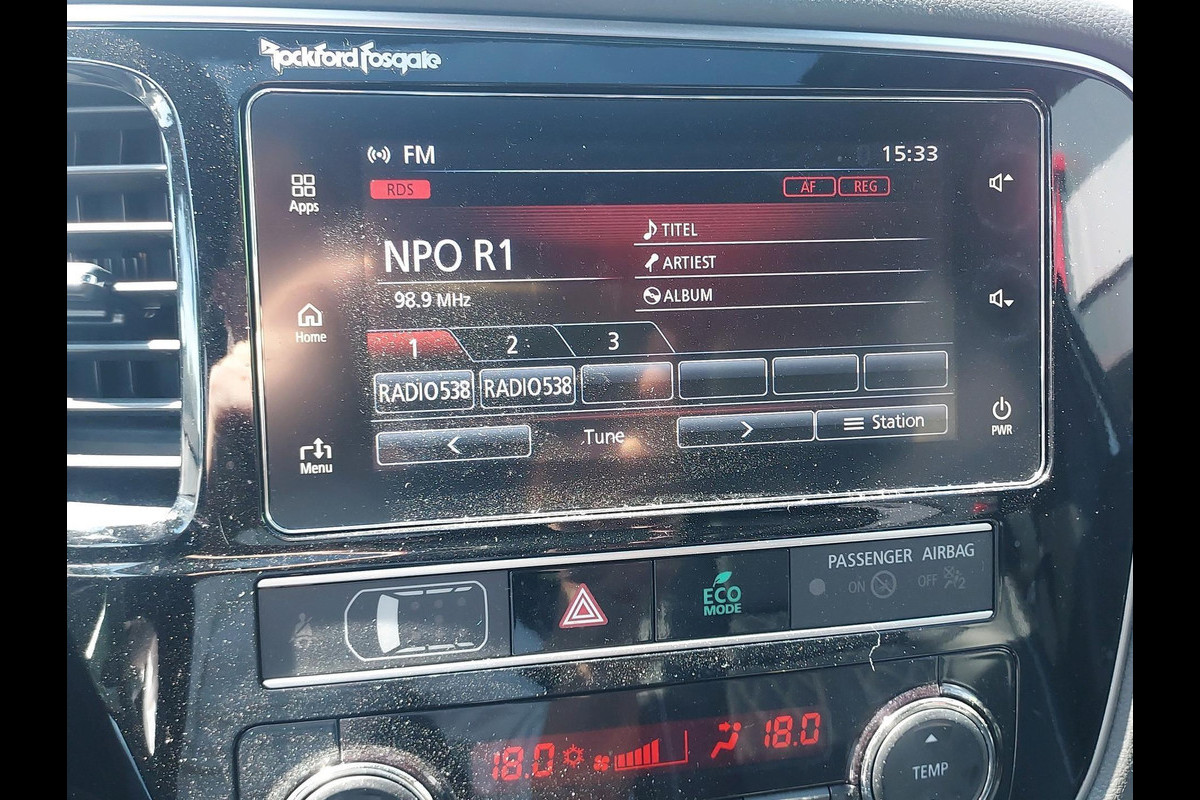 Rockford Fosgate
FM 15:33
RDS AF REG
Apps
NPO R1
98.9 MHz
TITEL
ARTIEST
ALBUM
Home
1 2 3
RADIO538 RADIO538
< Tune > Station
Menu
PWR
PASSENGER AIRBAG
ON OFF 2
ECO
MODE
18.0 18.0
TEMP